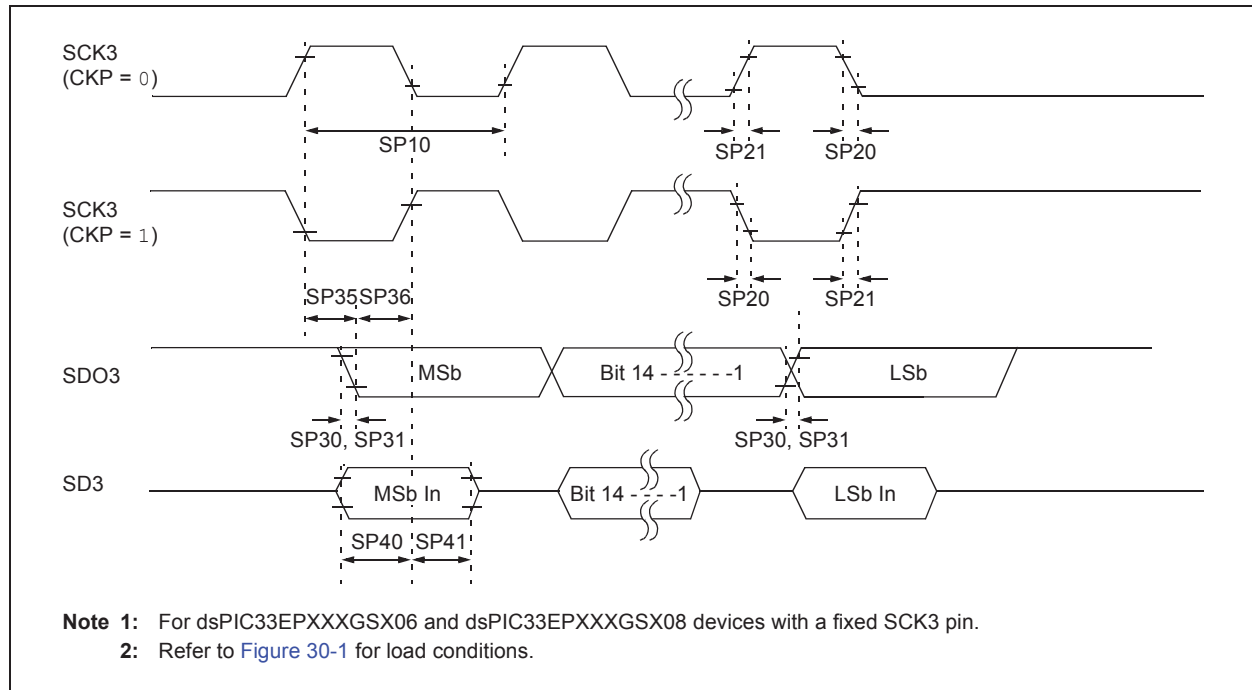 SCK3
(CKP = 0)
SP10
SP21
SP20
SCK3
(CKP = 1)
SP35 SP36
SP20
SP21
SDO3
MSb
Bit 14 - - - - - -1
LSb
SP30, SP31
SP30, SP31
SD3
MSb In
Bit 14 - - - - -1
LSb In
SP40
SP41
Note 1: For dsPIC33EPXXXGSX06 and dsPIC33EPXXXGSX08 devices with a fixed SCK3 pin.
2: Refer to Figure 30-1 for load conditions.